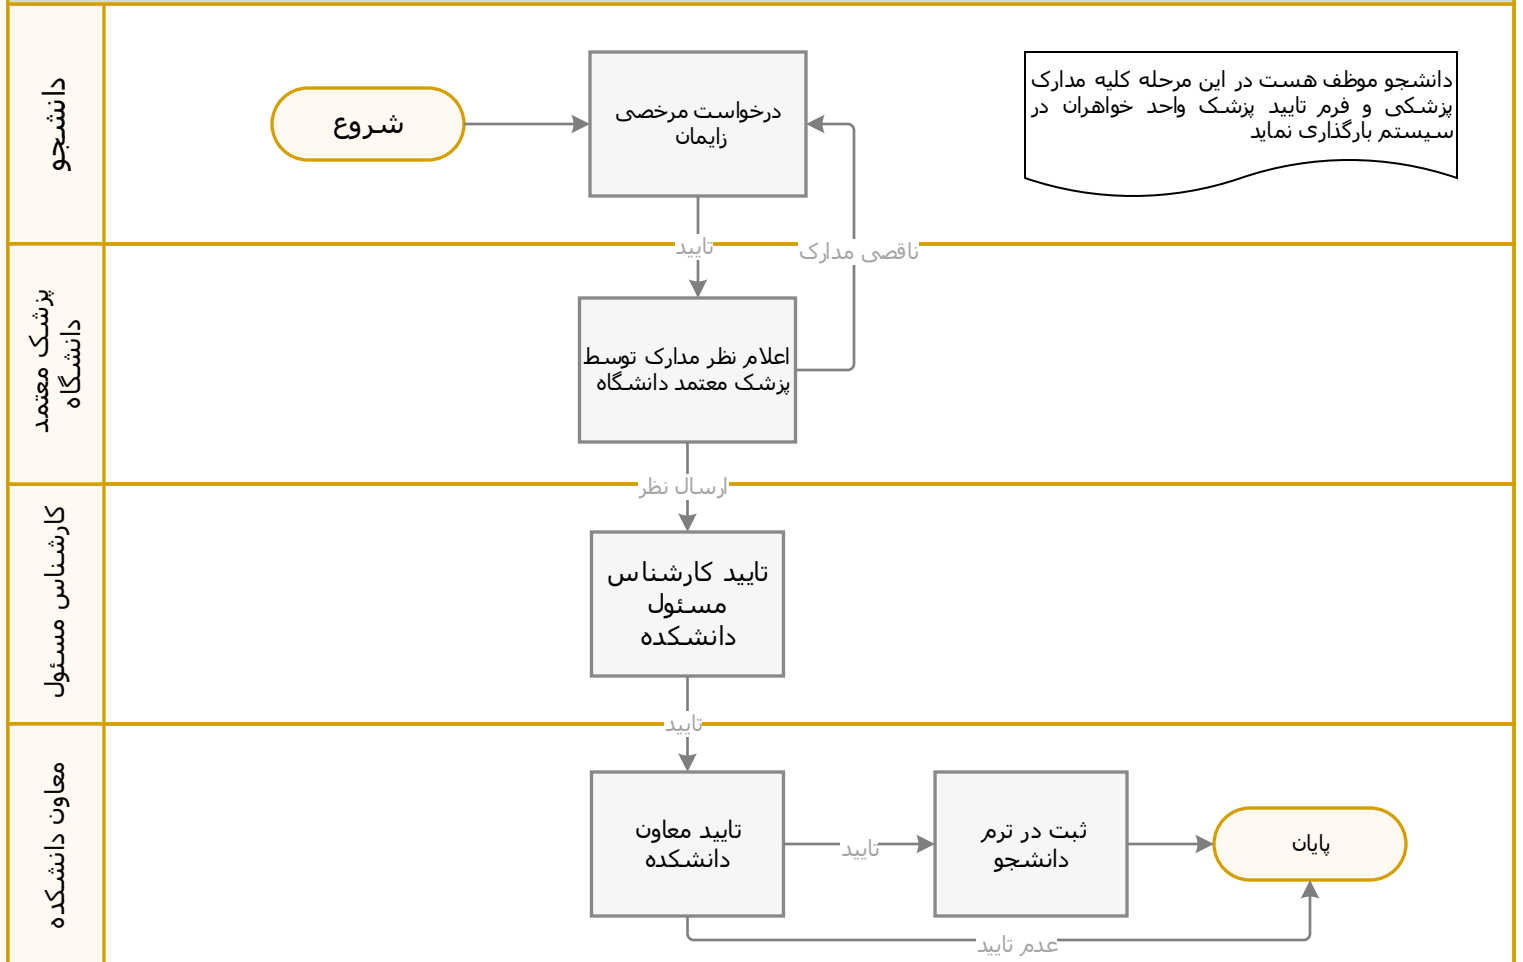 دانشجو
شروع
درخواست مرخصی
زایمان
دانشجو موظف هست در این مرحله کلیه مدارک
پزشکی و فرم تایید پزشک واحد خواهران در
سیستم بارگذاری نماید
تایید
ناقصی مدارک
پزشک معتمد
دانشگاه
اعلام نظر مدارک توسط
پزشک معتمد دانشگاه
ارسال نظر
کارشناس مسئول
تایید کارشناس
مسئول
دانشکده
تایید
معاون دانشکده
تایید معاون
دانشکده
تایید
ثبت در ترم
دانشجو
پایان
عدم تایید